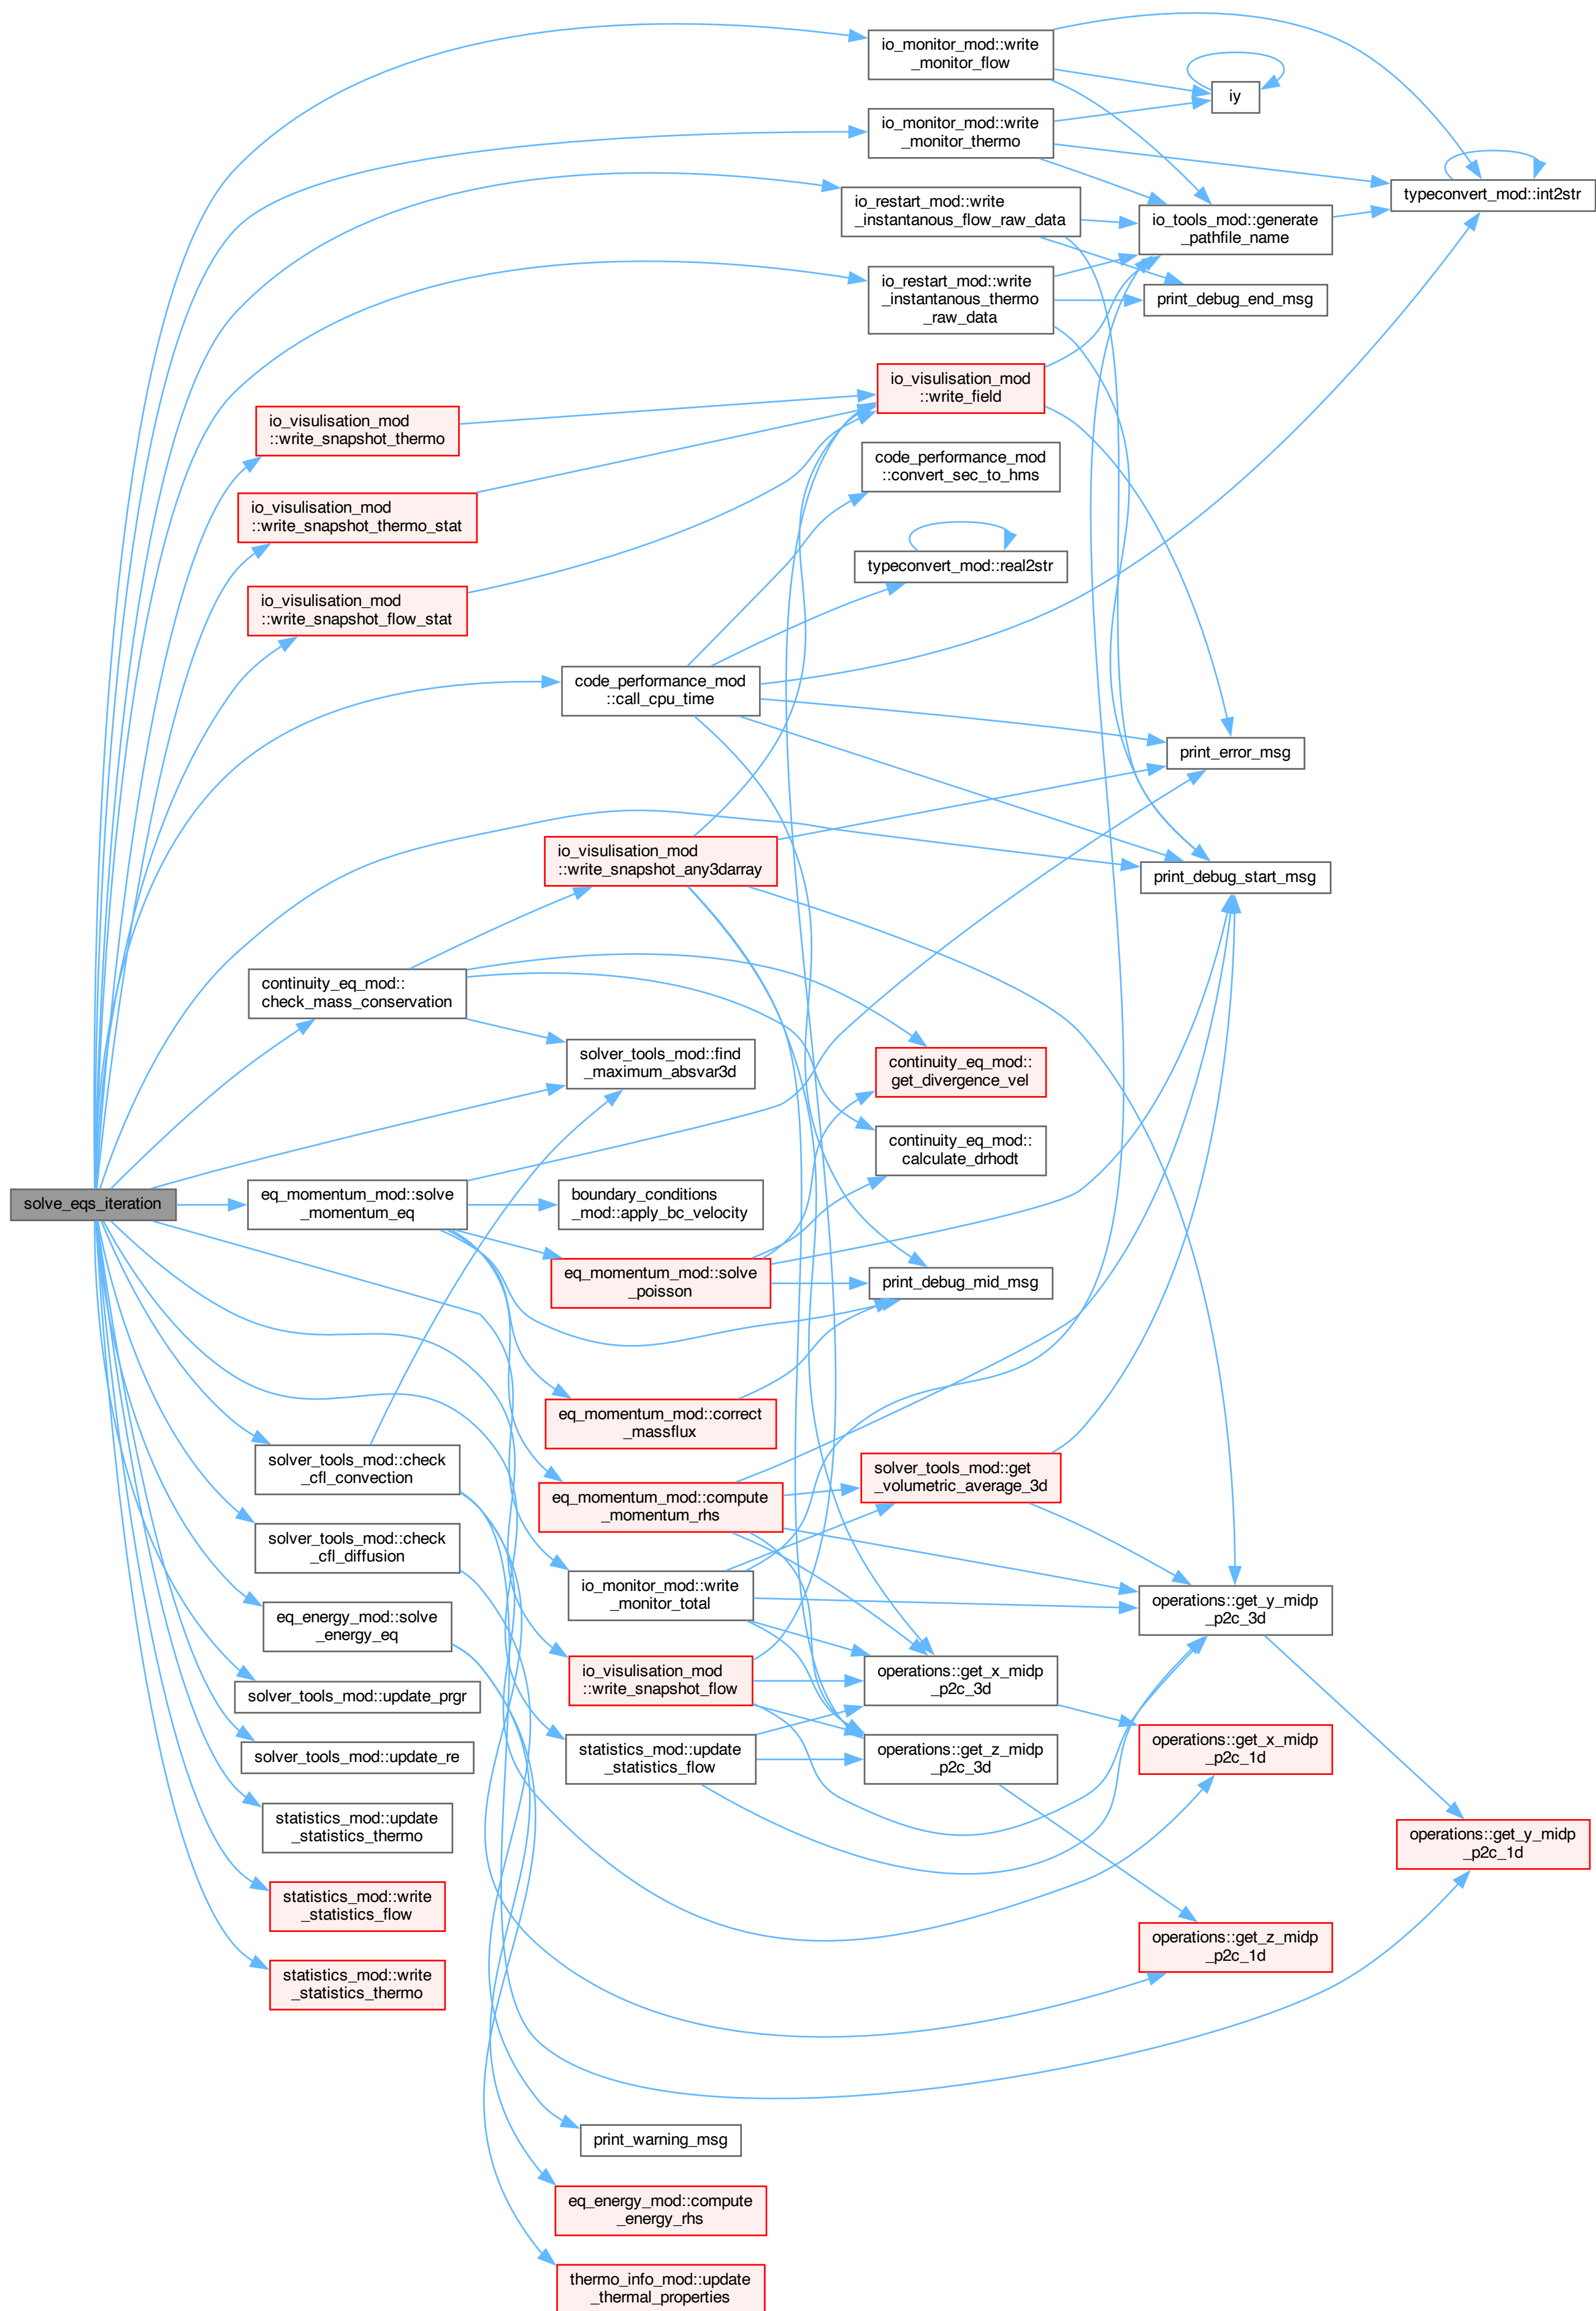 io_monitor_mod::write
_monitor_flow
iy
io_monitor_mod::write
_monitor_thermo
typeconvert_mod::int2str
io_restart_mod::write
_instantanous_flow_raw_data
io_tools_mod::generate
_pathfile_name
io_restart_mod::write
_instantanous_thermo
_raw_data
print_debug_end_msg
io_visulisation_mod
::write_field
io_visulisation_mod
::write_snapshot_thermo
code_performance_mod
::convert_sec_to_hms
io_visulisation_mod
::write_snapshot_thermo_stat
typeconvert_mod::real2str
io_visulisation_mod
::write_snapshot_flow_stat
code_performance_mod
::call_cpu_time
print_error_msg
io_visulisation_mod
::write_snapshot_any3darray
print_debug_start_msg
continuity_eq_mod::
check_mass_conservation
solver_tools_mod::find
_maximum_absvar3d
continuity_eq_mod::
get_divergence_vel
continuity_eq_mod::
calculate_drhodt
solve_eqs_iteration
eq_momentum_mod::solve
_momentum_eq
boundary_conditions
_mod::apply_bc_velocity
eq_momentum_mod::solve
_poisson
print_debug_mid_msg
eq_momentum_mod::correct
_massflux
solver_tools_mod::check
_cfl_convection
solver_tools_mod::get
_volumetric_average_3d
eq_momentum_mod::compute
_momentum_rhs
solver_tools_mod::check
_cfl_diffusion
io_monitor_mod::write
_monitor_total
operations::get_y_midp
_p2c_3d
eq_energy_mod::solve
_energy_eq
io_visulisation_mod
::write_snapshot_flow
operations::get_x_midp
_p2c_3d
solver_tools_mod::update_prgr
solver_tools_mod::update_re
statistics_mod::update
_statistics_flow
operations::get_z_midp
_p2c_3d
operations::get_x_midp
_p2c_1d
statistics_mod::update
_statistics_thermo
operations::get_y_midp
_p2c_1d
statistics_mod::write
_statistics_flow
operations::get_z_midp
_p2c_1d
statistics_mod::write
_statistics_thermo
print_warning_msg
eq_energy_mod::compute
_energy_rhs
thermo_info_mod::update
_thermal_properties